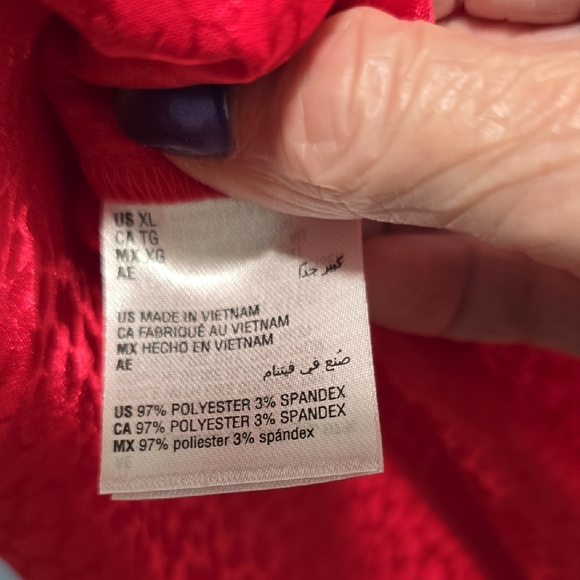 US XL
CA TG
MX XG
AE كبير جدًا
US MADE IN VIETNAM
CA FABRIQUÉ AU VIETNAM
MX HECHO EN VIETNAM
AE صُنع في فيتنام
US 97% POLYESTER 3% SPANDEX
CA 97% POLYESTER 3% SPANDEX
MX 97% poliester 3% spándex